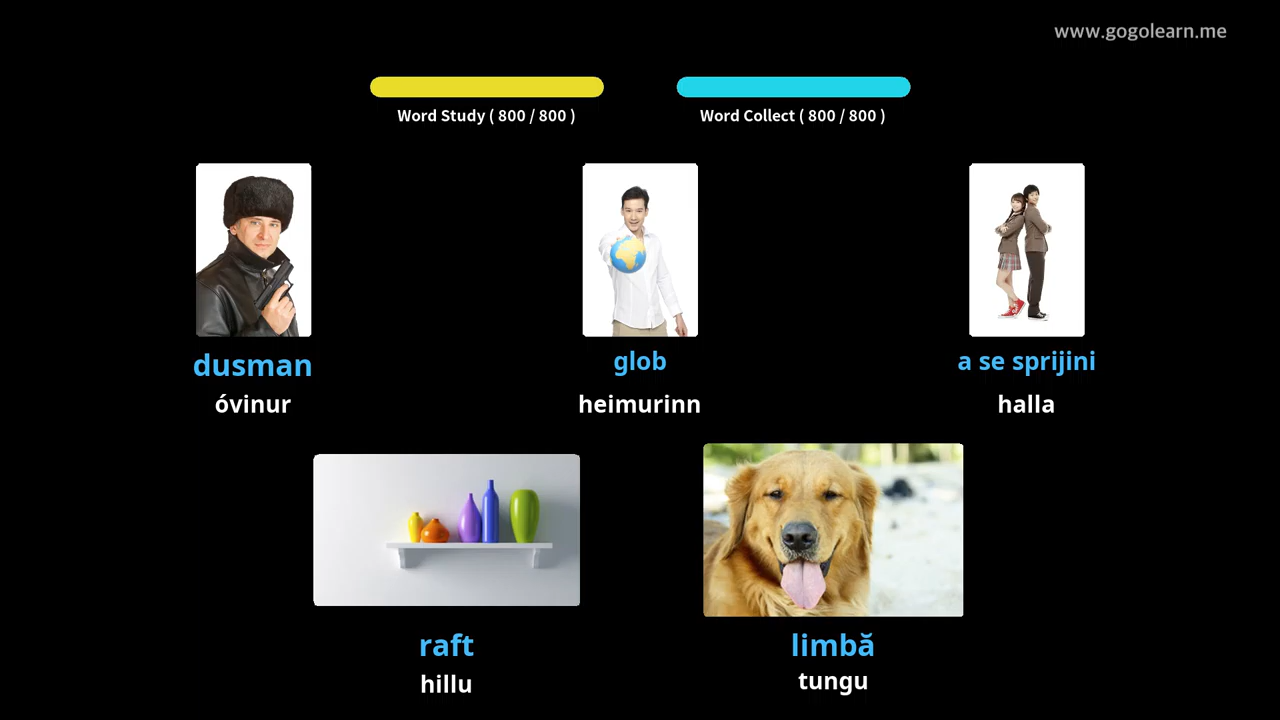 www.gogolearn.me
Word Study ( 800 / 800 )
Word Collect ( 800 / 800 )
dusman
glob
a se sprijini
óvinur
heimurinn
halla
raft
limbă
hillu
tungu